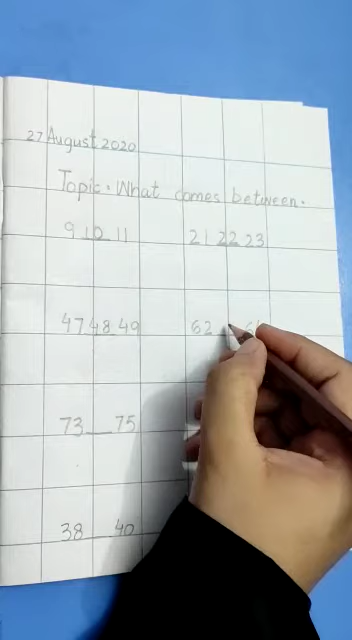 27 August 2020
Topic: What comes between.
9 10 11 21 22 23
47 48 49 62
73 __ 75
38 __ 40